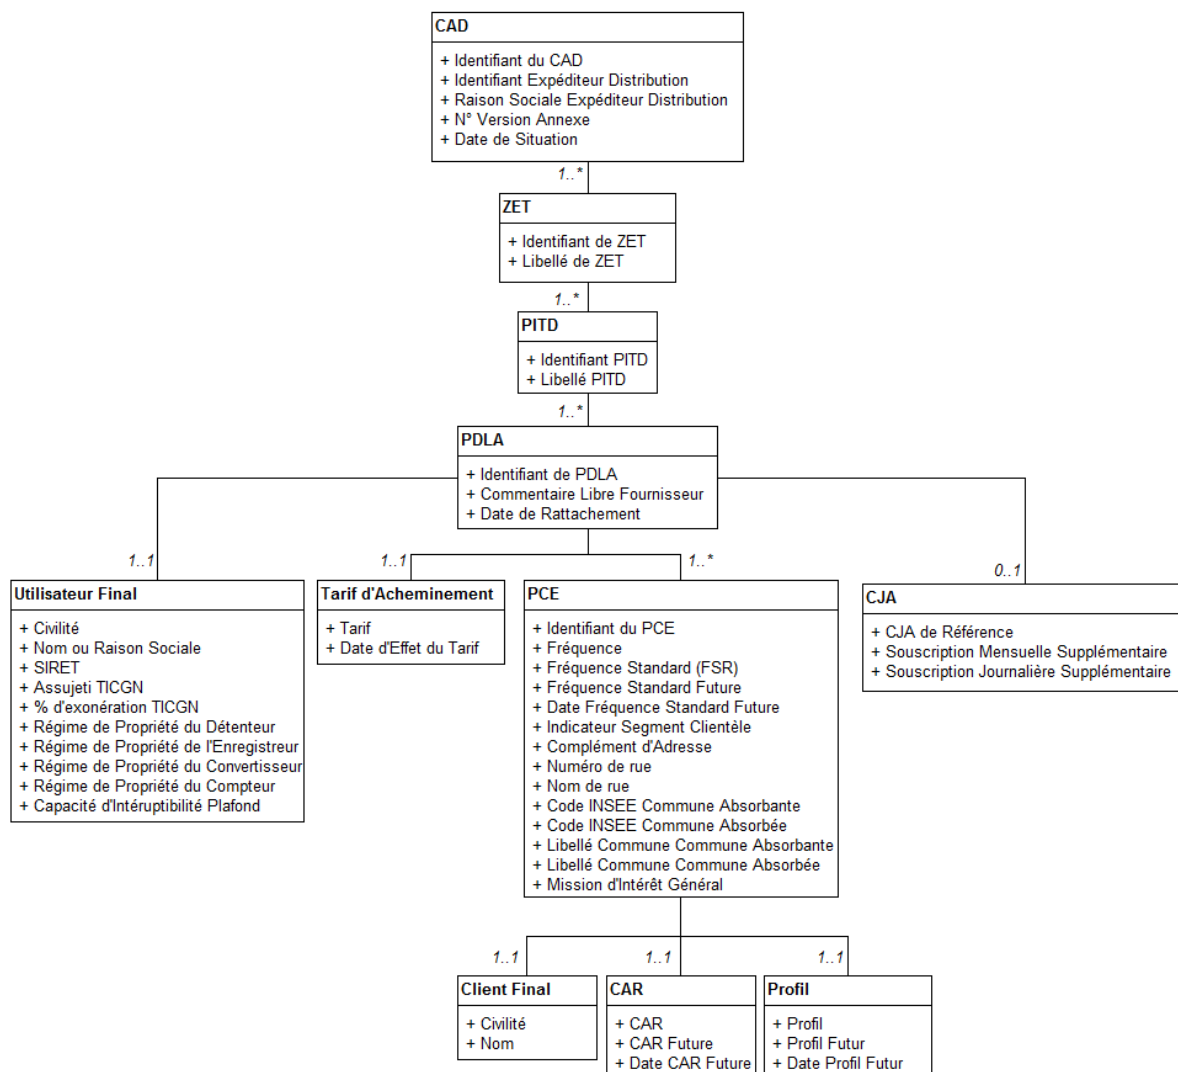 CAD
+ Identifiant du CAD
+ Identifiant Expéditeur Distribution
+ Raison Sociale Expéditeur Distribution
+ N° Version Annexe
+ Date de Situation
1..*
ZET
+ Identifiant de ZET
+ Libellé de ZET
1..*
PITD
+ Identifiant PITD
+ Libellé PITD
1..*
PDLA
+ Identifiant de PDLA
+ Commentaire Libre Fournisseur
+ Date de Rattachement
1..1
1..1
1..*
0..1
Utilisateur Final
+ Civilité
+ Nom ou Raison Sociale
+ SIRET
+ Assujeti TICGN
+ % d'exonération TICGN
+ Régime de Propriété du Détenteur
+ Régime de Propriété de l'Enregistreur
+ Régime de Propriété du Convertisseur
+ Régime de Propriété du Compteur
+ Capacité d'Intéruptibilité Plafond
Tarif d'Acheminement
+ Tarif
+ Date d'Effet du Tarif
PCE
+ Identifiant du PCE
+ Fréquence
+ Fréquence Standard (FSR)
+ Fréquence Standard Future
+ Date Fréquence Standard Future
+ Indicateur Segment Clientèle
+ Complément d'Adresse
+ Numéro de rue
+ Nom de rue
+ Code INSEE Commune Absorbante
+ Code INSEE Commune Absorbée
+ Libellé Commune Commune Absorbante
+ Libellé Commune Commune Absorbée
+ Mission d'Intérêt Général
CJA
+ CJA de Référence
+ Souscription Mensuelle Supplémentaire
+ Souscription Journalière Supplémentaire
1..1
1..1
1..1
Client Final
+ Civilité
+ Nom
CAR
+ CAR
+ CAR Future
+ Date CAR Future
Profil
+ Profil
+ Profil Futur
+ Date Profil Futur